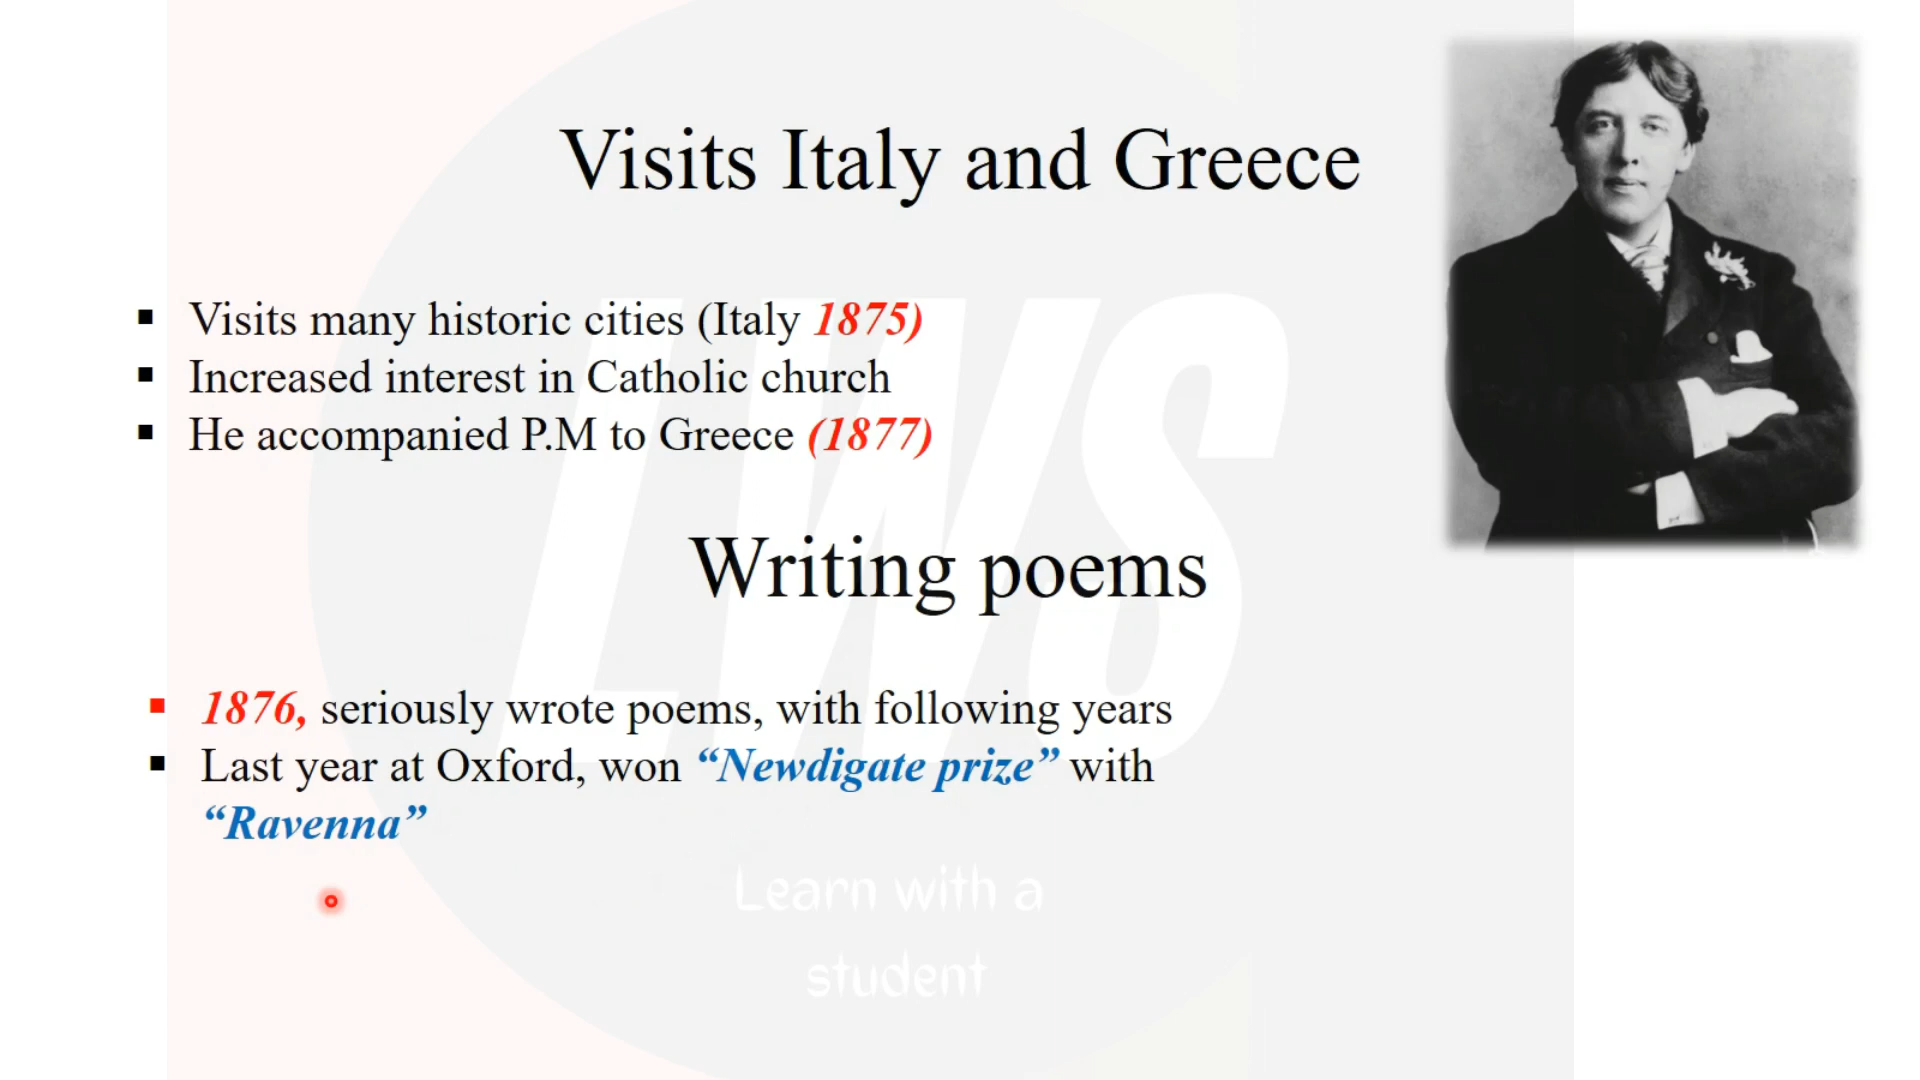 Visits Italy and Greece
Visits many historic cities (Italy 1875)
Increased interest in Catholic church
He accompanied P.M to Greece (1877)
Writing poems
1876, seriously wrote poems, with following years
Last year at Oxford, won “Newdigate prize” with
“Ravenna”
LWS
Learn with a
student